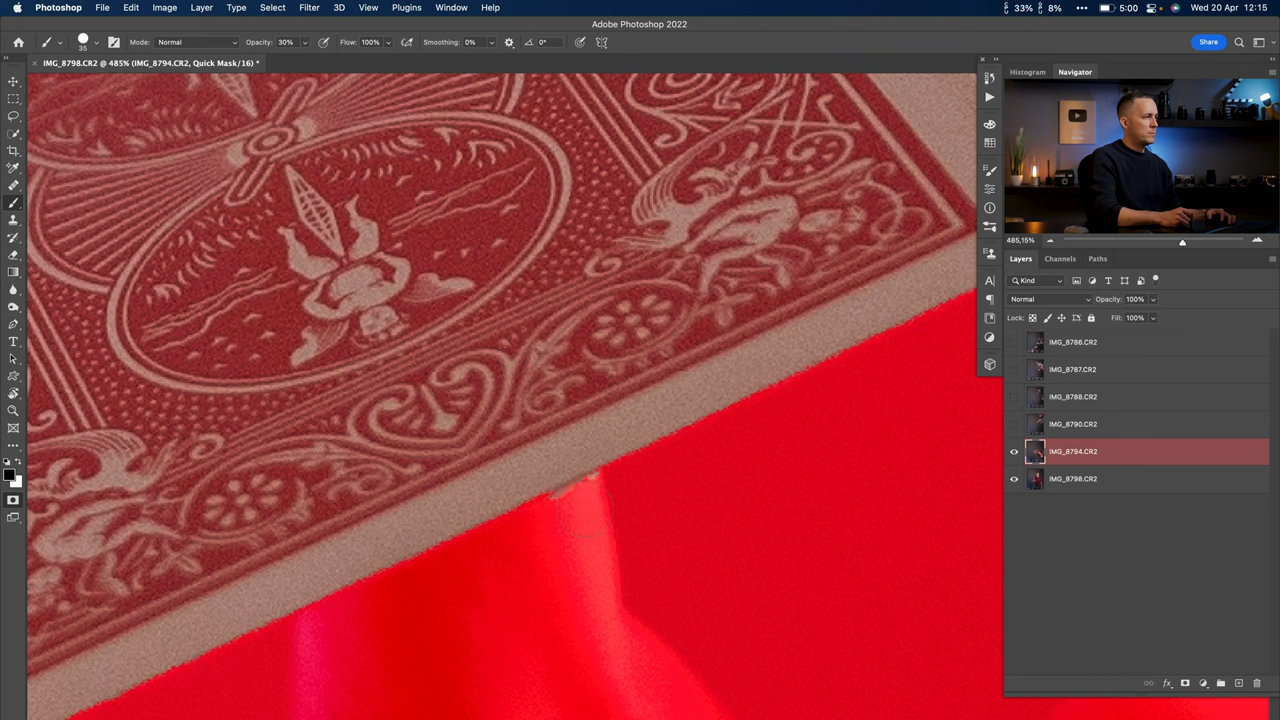 Photoshop File Edit Image Layer Type Select Filter 3D View Plugins Window Help 33% 8% 5:00 Wed 20 Apr 12:15
Adobe Photoshop 2022
35 Mode: Normal Opacity: 30% Flow: 100% Smoothing: 0% 0° Share
IMG_8798.CR2 @ 485% (IMG_8794.CR2, Quick Mask/16) *
Histogram Navigator
485,15%
Layers Channels Paths
Kind
Normal Opacity: 100%
Lock: Fill: 100%
IMG_8786.CR2
IMG_8787.CR2
IMG_8788.CR2
IMG_8790.CR2
IMG_8794.CR2
IMG_8798.CR2